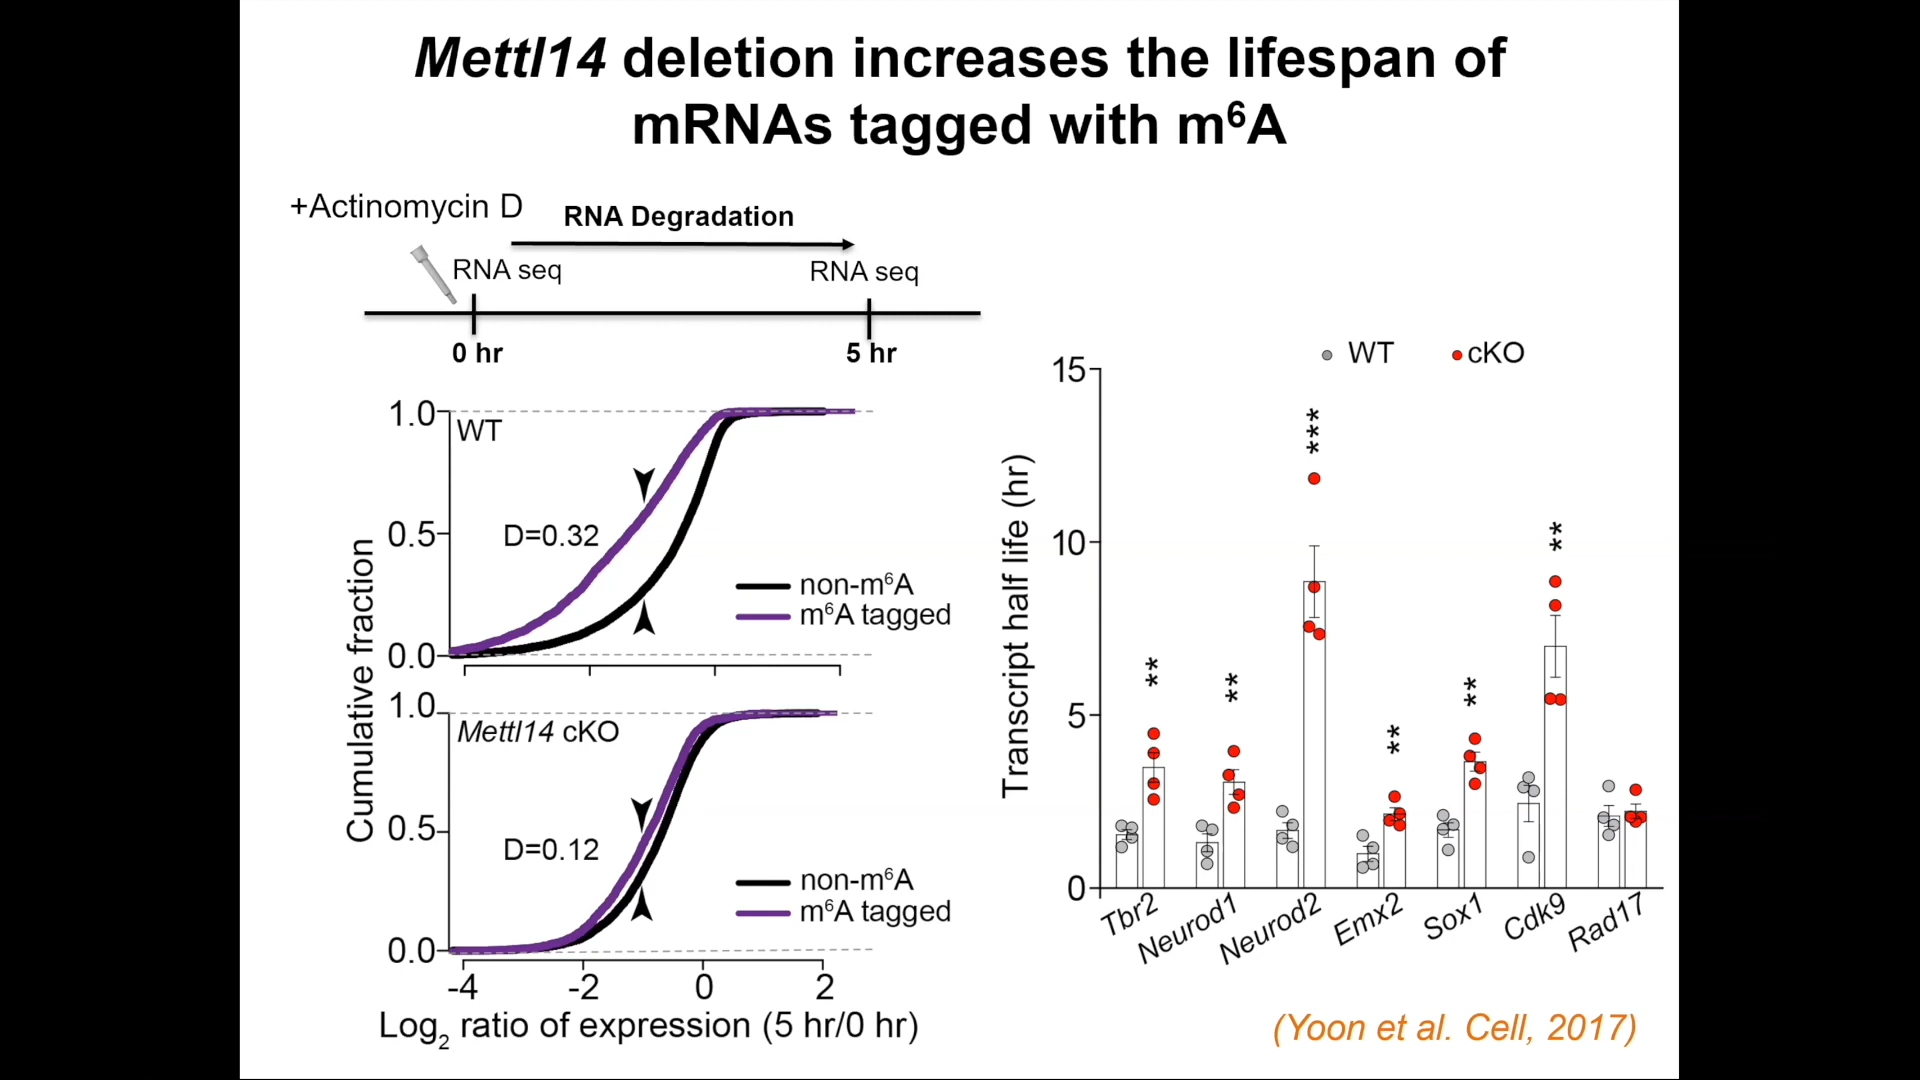 Mettl14 deletion increases the lifespan of
mRNAs tagged with m⁶A
+Actinomycin D
RNA Degradation
RNA seq
RNA seq
0 hr
5 hr
Cumulative fraction
1.0
WT
0.5
D=0.32
non-m⁶A
m⁶A tagged
0.0
1.0
Mettl14 cKO
0.5
D=0.12
non-m⁶A
m⁶A tagged
0.0
-4 -2 0 2
Log₂ ratio of expression (5 hr/0 hr)
WT cKO
Transcript half life (hr)
15
10
5
0
***
**
**
**
**
**
Tbr2 Neurod1 Neurod2 Emx2 Sox1 Cdk9 Rad17
(Yoon et al. Cell, 2017)